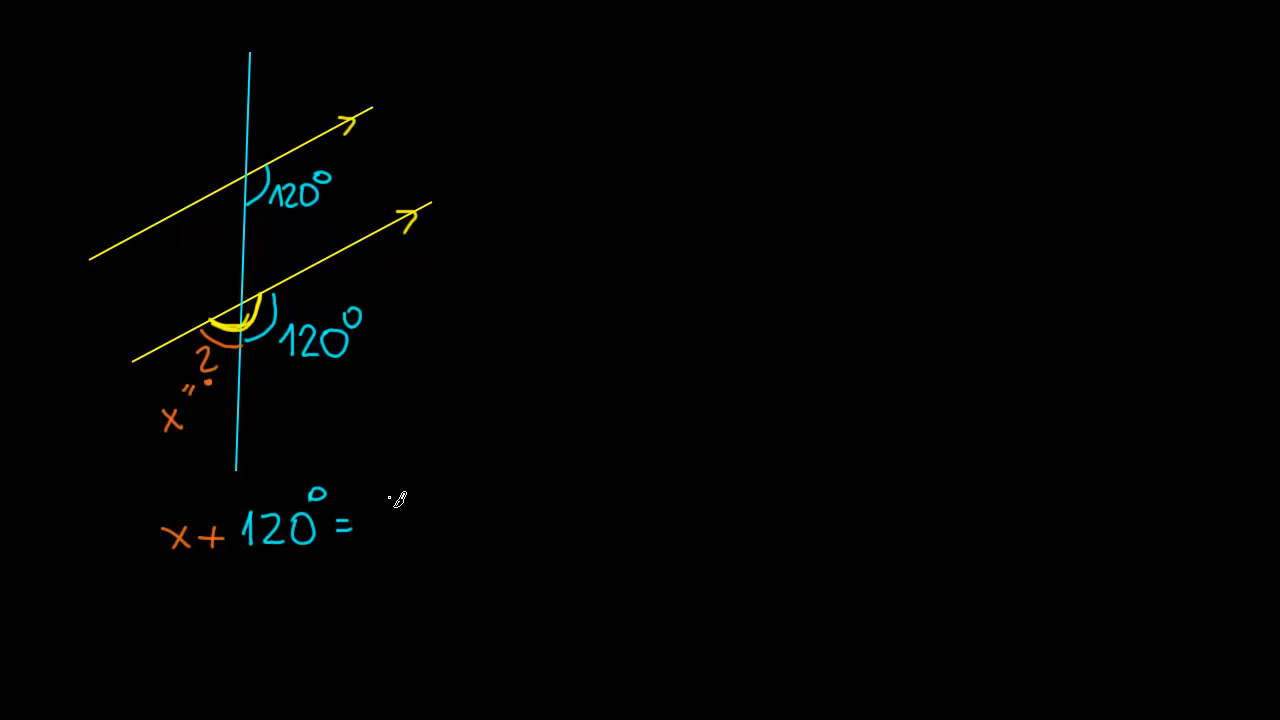 120°
120°
?
=
x
x + 120° =